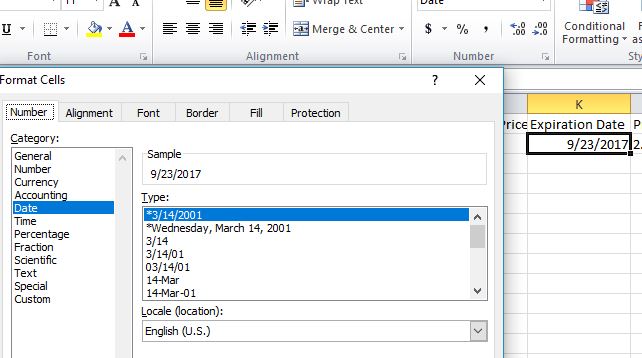 Wrap Text
Date
U
A
Merge & Center
$ % , .0 .00 .00 .0
Conditional
Formatting
Font
Alignment
Number
Format Cells
? ×
Number Alignment Font Border Fill Protection
K
Price Expiration Date P
9/23/2017 2.
Category:
General
Number
Currency
Accounting
Date
Time
Percentage
Fraction
Scientific
Text
Special
Custom
Sample
9/23/2017
Type:
*3/14/2001
*Wednesday, March 14, 2001
3/14
3/14/01
03/14/01
14-Mar
14-Mar-01
Locale (location):
English (U.S.)